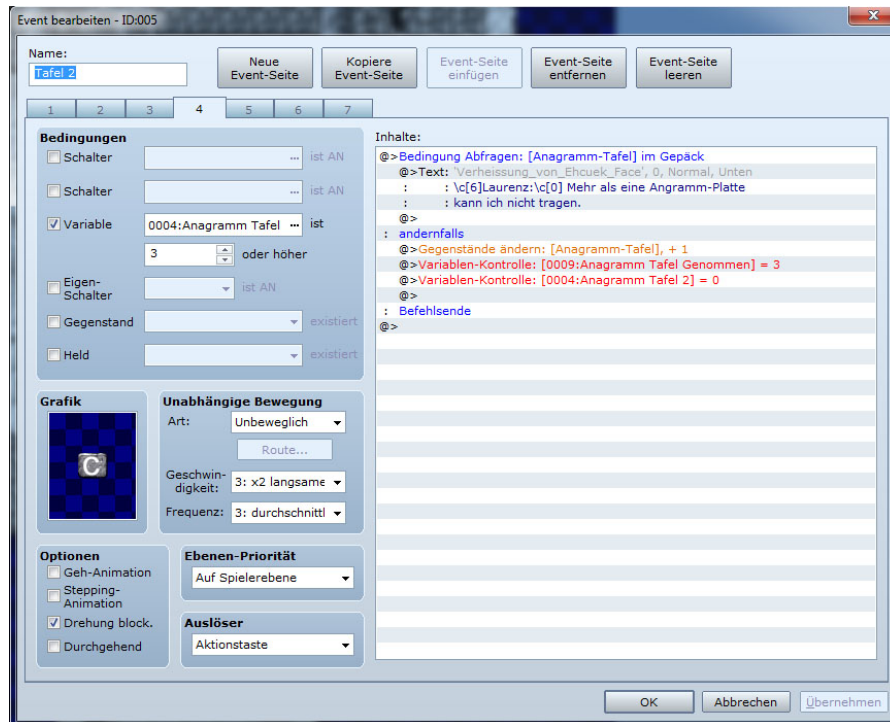 Event bearbeiten - ID:005
Name:
Tafel 2
Neue
Event-Seite
Kopiere
Event-Seite
Event-Seite
einfügen
Event-Seite
entfernen
Event-Seite
leeren
1 2 3 4 5 6 7
Bedingungen
Schalter ... ist AN
Schalter ... ist AN
Variable 0004:Anagramm Tafel ... ist
3 oder höher
Eigen-
Schalter ist AN
Gegenstand existiert
Held existiert
Grafik
C
Unabhängige Bewegung
Art: Unbeweglich
Route...
Geschwin-
digkeit: 3: x2 langsame
Frequenz: 3: durchschnittl
Optionen
Geh-Animation
Stepping-
Animation
Drehung block.
Durchgehend
Ebenen-Priorität
Auf Spielerebene
Auslöser
Aktionstaste
Inhalte:
@>Bedingung Abfragen: [Anagramm-Tafel] im Gepäck
@>Text: 'Verheissung_von_Ehcuek_Face', 0, Normal, Unten
: : \c[6]Laurenz:\c[0] Mehr als eine Angramm-Platte
: : kann ich nicht tragen.
@>
: andernfalls
@>Gegenstände ändern: [Anagramm-Tafel], + 1
@>Variablen-Kontrolle: [0009:Anagramm Tafel Genommen] = 3
@>Variablen-Kontrolle: [0004:Anagramm Tafel 2] = 0
@>
: Befehlsende
@>
OK Abbrechen Übernehmen